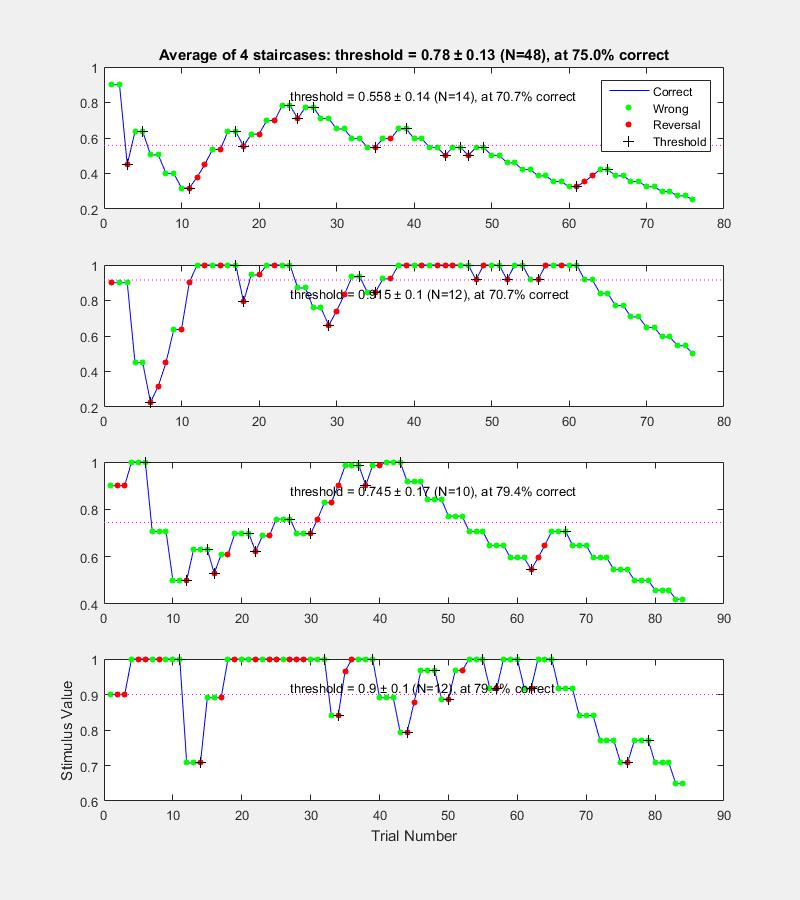 Average of 4 staircases: threshold = 0.78 ± 0.13 (N=48), at 75.0% correct
threshold = 0.558 ± 0.14 (N=14), at 70.7% correct
Correct
Wrong
Reversal
Threshold
1
0.8
0.6
0.4
0.2
0 10 20 30 40 50 60 70 80
threshold = 0.915 ± 0.1 (N=12), at 70.7% correct
1
0.8
0.6
0.4
0.2
0 10 20 30 40 50 60 70 80
threshold = 0.745 ± 0.17 (N=10), at 79.4% correct
1
0.8
0.6
0.4
0 10 20 30 40 50 60 70 80 90
threshold = 0.9 ± 0.1 (N=12), at 79.4% correct
1
0.9
0.8
0.7
0.6
0 10 20 30 40 50 60 70 80 90
Stimulus Value
Trial Number